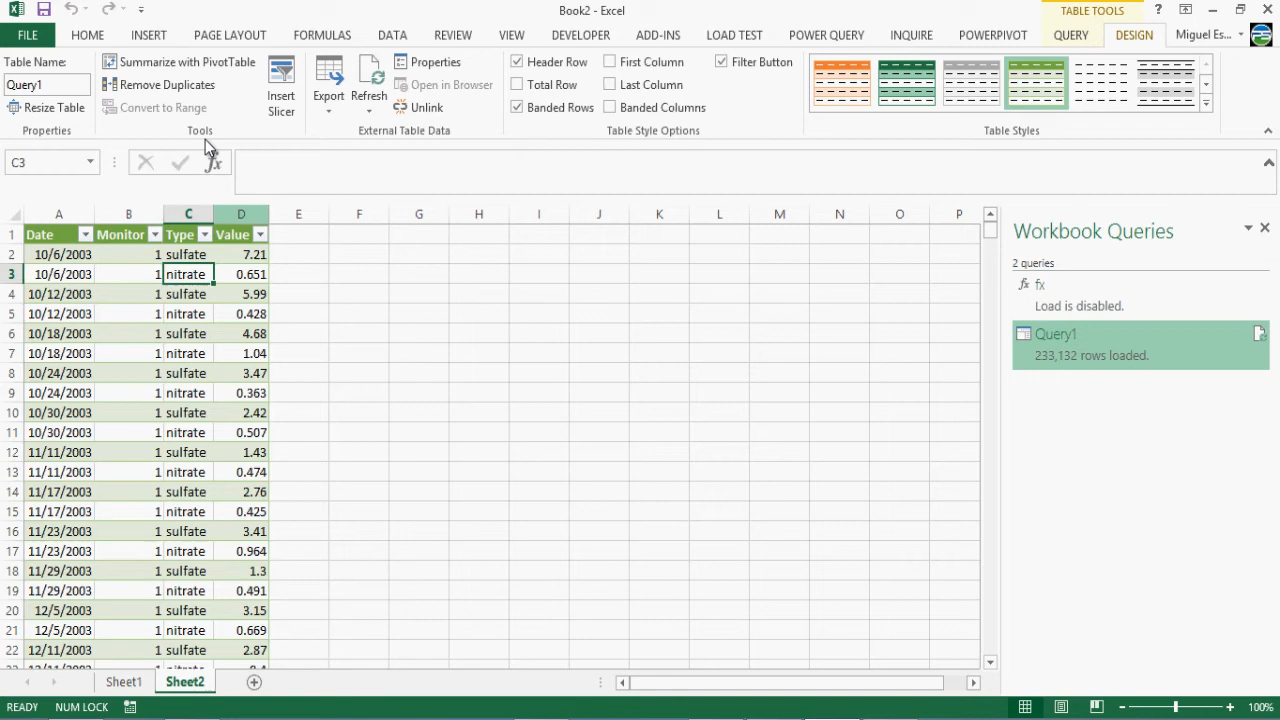 Book2 - Excel
TABLE TOOLS
FILE HOME INSERT PAGE LAYOUT FORMULAS DATA REVIEW VIEW DEVELOPER ADD-INS LOAD TEST POWER QUERY INQUIRE POWERPIVOT QUERY DESIGN Miguel Es...
Table Name:
Query1
Resize Table
Properties
Summarize with PivotTable
Remove Duplicates
Convert to Range
Insert
Slicer
Tools
Export
Refresh
Properties
Open in Browser
Unlink
External Table Data
Header Row
Total Row
Banded Rows
First Column
Last Column
Banded Columns
Filter Button
Table Style Options
Table Styles
C3
fx
A B C D E F G H I J K L M N O P
1 Date Monitor Type Value
2 10/6/2003 1 sulfate 7.21
3 10/6/2003 1 nitrate 0.651
4 10/12/2003 1 sulfate 5.99
5 10/12/2003 1 nitrate 0.428
6 10/18/2003 1 sulfate 4.68
7 10/18/2003 1 nitrate 1.04
8 10/24/2003 1 sulfate 3.47
9 10/24/2003 1 nitrate 0.363
10 10/30/2003 1 sulfate 2.42
11 10/30/2003 1 nitrate 0.507
12 11/11/2003 1 sulfate 1.43
13 11/11/2003 1 nitrate 0.474
14 11/17/2003 1 sulfate 2.76
15 11/17/2003 1 nitrate 0.425
16 11/23/2003 1 sulfate 3.41
17 11/23/2003 1 nitrate 0.964
18 11/29/2003 1 sulfate 1.3
19 11/29/2003 1 nitrate 0.491
20 12/5/2003 1 sulfate 3.15
21 12/5/2003 1 nitrate 0.669
22 12/11/2003 1 sulfate 2.87
Workbook Queries
2 queries
fx fx
Load is disabled.
Query1
233,132 rows loaded.
Sheet1 Sheet2
READY NUM LOCK 100%